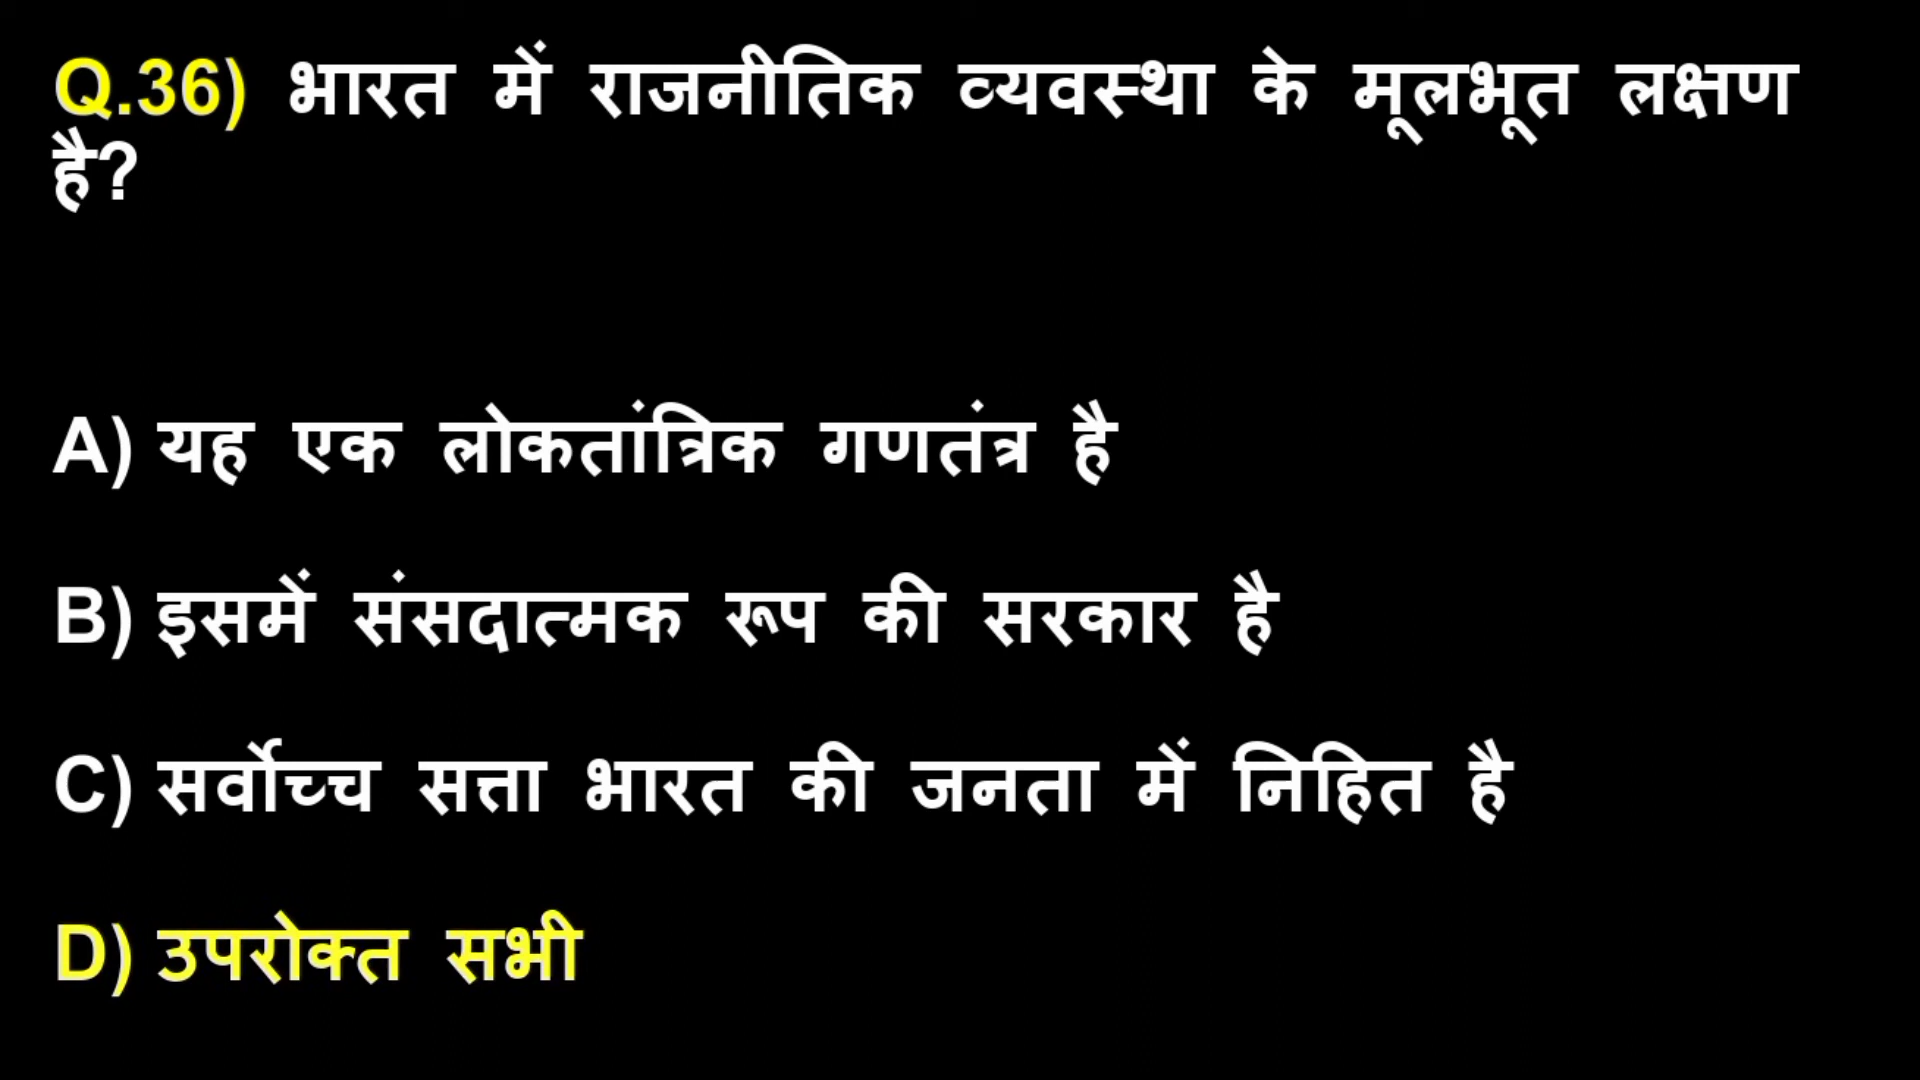 Q.36) भारत में राजनीतिक व्यवस्था के मूलभूत लक्षण
है?
A) यह एक लोकतांत्रिक गणतंत्र है
B) इसमें संसदात्मक रूप की सरकार है
C) सर्वोच्च सत्ता भारत की जनता में निहित है
D) उपरोक्त सभी